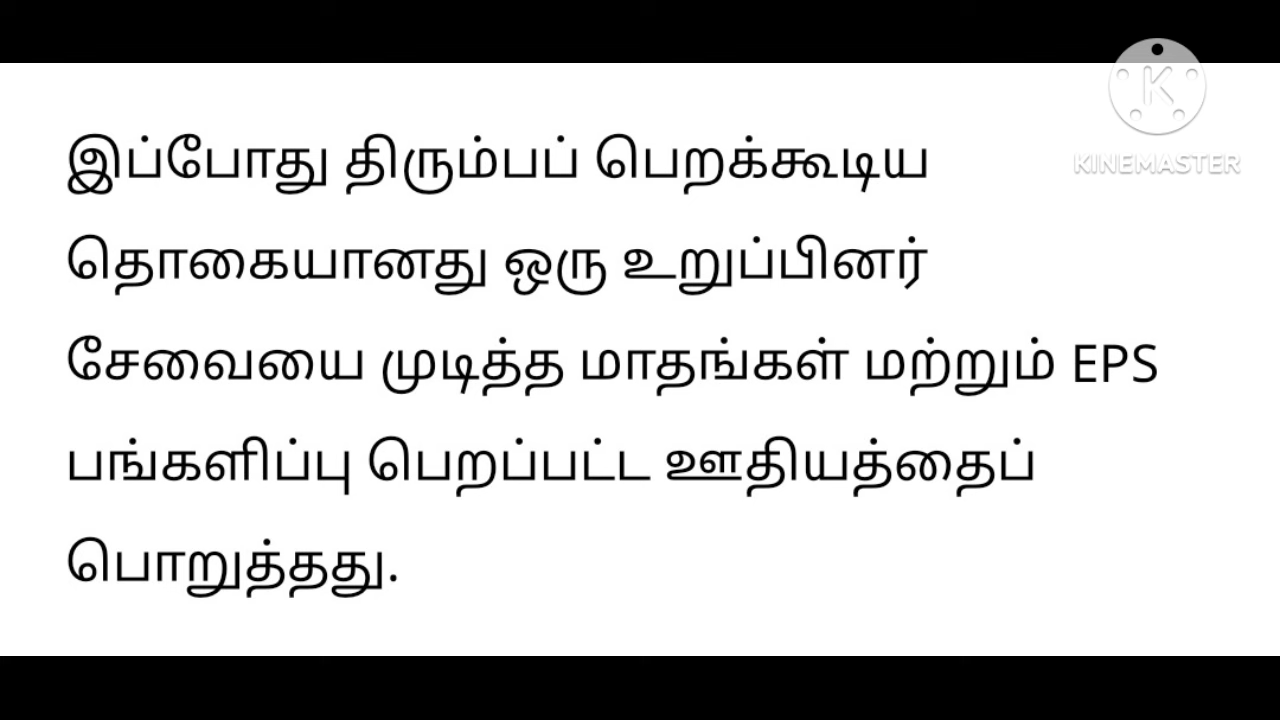 KINEMASTER
இப்போது திரும்பப் பெறக்கூடிய
தொகையானது ஒரு உறுப்பினர்
சேவையை முடித்த மாதங்கள் மற்றும் EPS
பங்களிப்பு பெறப்பட்ட ஊதியத்தைப்
பொறுத்தது.